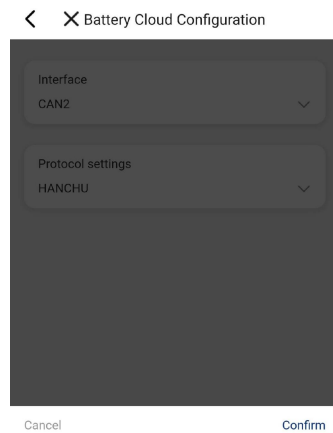 Battery Cloud Configuration
Interface
CAN2
Protocol settings
HANCHU
Cancel Confirm